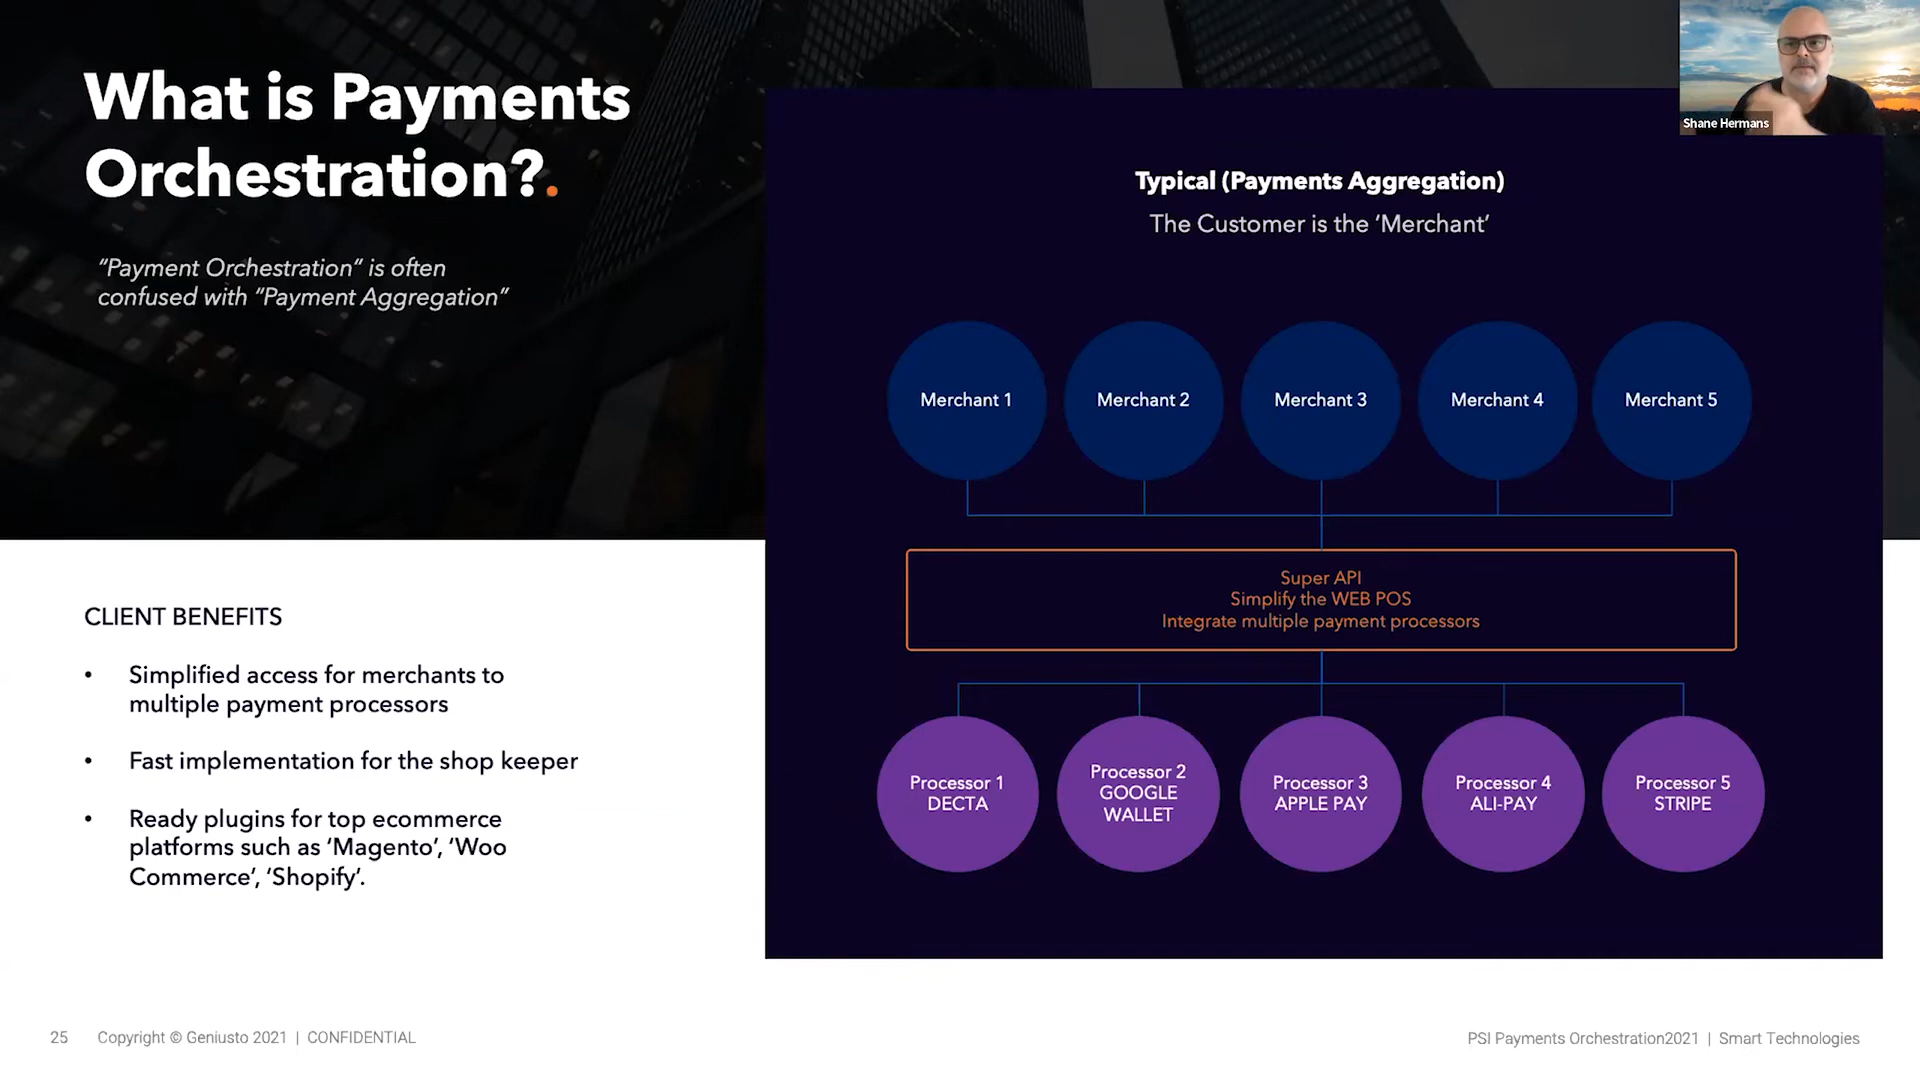 What is Payments
Orchestration?.
“Payment Orchestration” is often
confused with “Payment Aggregation”
CLIENT BENEFITS
• Simplified access for merchants to
multiple payment processors
• Fast implementation for the shop keeper
• Ready plugins for top ecommerce
platforms such as ‘Magento’, ‘Woo
Commerce’, ‘Shopify’.
Shane Hermans
Typical (Payments Aggregation)
The Customer is the ‘Merchant’
Merchant 1
Merchant 2
Merchant 3
Merchant 4
Merchant 5
Super API
Simplify the WEB POS
Integrate multiple payment processors
Processor 1
DECTA
Processor 2
GOOGLE
WALLET
Processor 3
APPLE PAY
Processor 4
ALI-PAY
Processor 5
STRIPE
25 Copyright © Geniusto 2021 | CONFIDENTIAL
PSI Payments Orchestration2021 | Smart Technologies